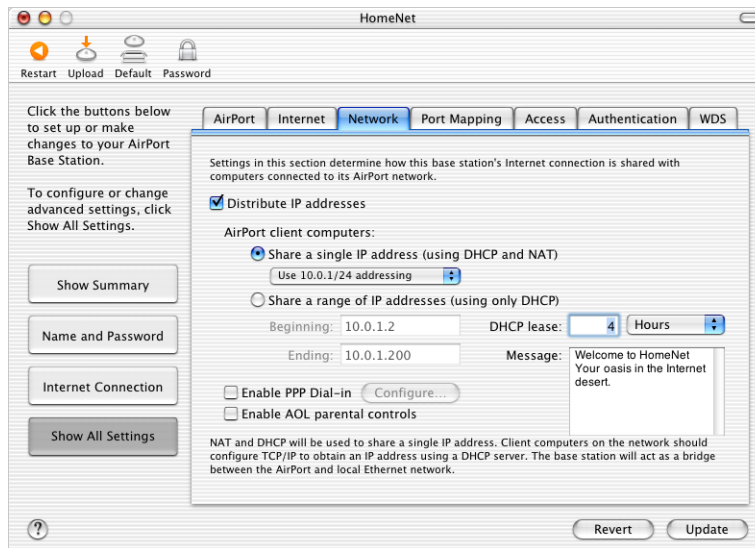 HomeNet
Restart Upload Default Password
Click the buttons below
to set up or make
changes to your AirPort
Base Station.
To configure or change
advanced settings, click
Show All Settings.
Show Summary
Name and Password
Internet Connection
Show All Settings
AirPort Internet Network Port Mapping Access Authentication WDS
Settings in this section determine how this base station's Internet connection is shared with
computers connected to its AirPort network.
Distribute IP addresses
AirPort client computers:
Share a single IP address (using DHCP and NAT)
Use 10.0.1/24 addressing
Share a range of IP addresses (using only DHCP)
Beginning: 10.0.1.2
Ending: 10.0.1.200
DHCP lease: 4 Hours
Message: Welcome to HomeNet
Your oasis in the Internet
desert.
Enable PPP Dial-in Configure...
Enable AOL parental controls
NAT and DHCP will be used to share a single IP address. Client computers on the network should
configure TCP/IP to obtain an IP address using a DHCP server. The base station will act as a bridge
between the AirPort and local Ethernet network.
? Revert Update